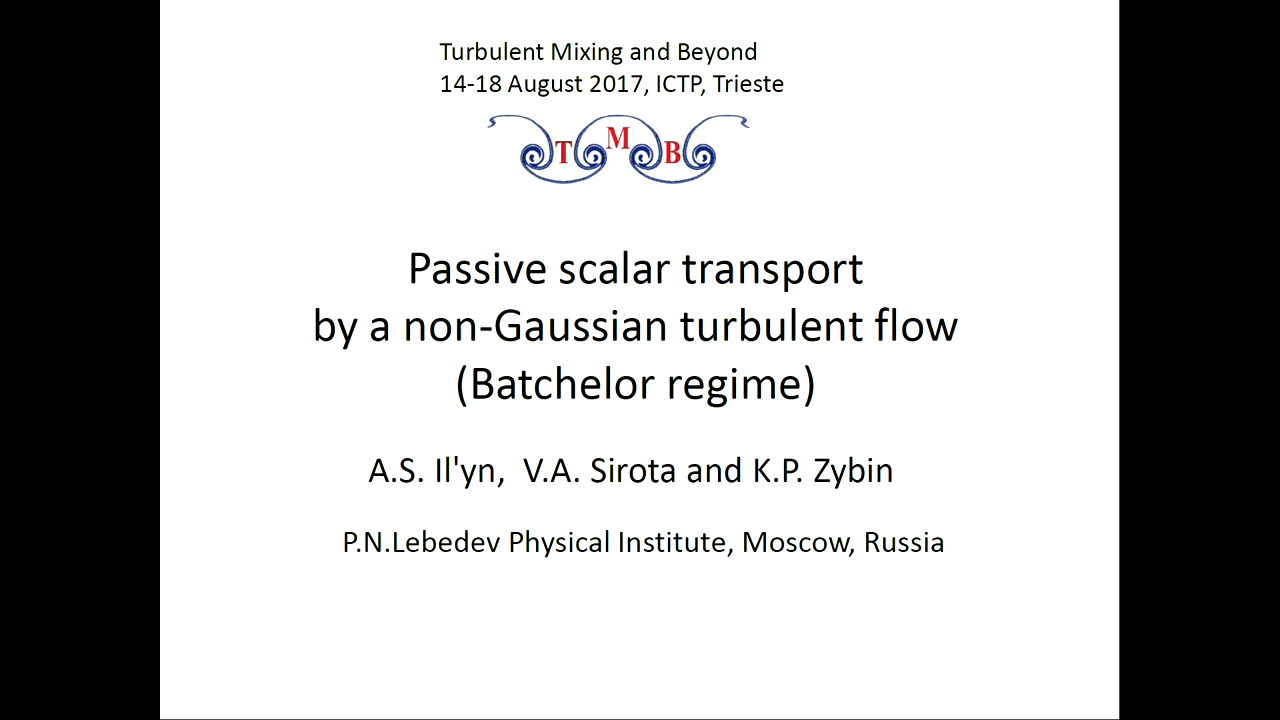 Turbulent Mixing and Beyond
14-18 August 2017, ICTP, Trieste
T M B
Passive scalar transport
by a non-Gaussian turbulent flow
(Batchelor regime)
A.S. Il'yn,  V.A. Sirota and K.P. Zybin
P.N.Lebedev Physical Institute, Moscow, Russia